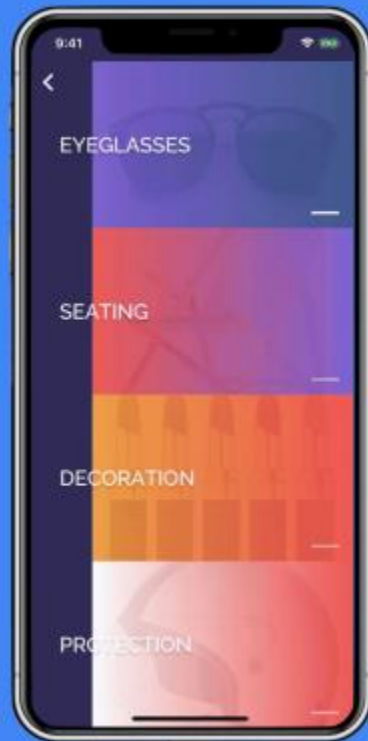 9:41
EYEGLASSES
SEATING
DECORATION
PROTECTION